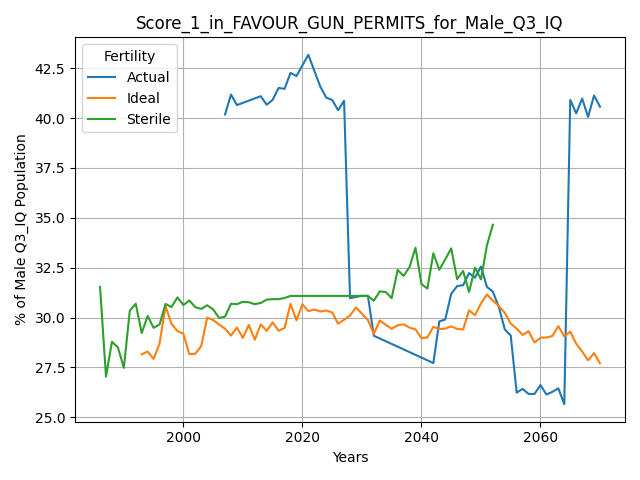 Score_1_in_FAVOUR_GUN_PERMITS_for_Male_Q3_IQ
Fertility
Actual
Ideal
Sterile
% of Male Q3_IQ Population
42.5
40.0
37.5
35.0
32.5
30.0
27.5
25.0
2000
2020
2040
2060
Years